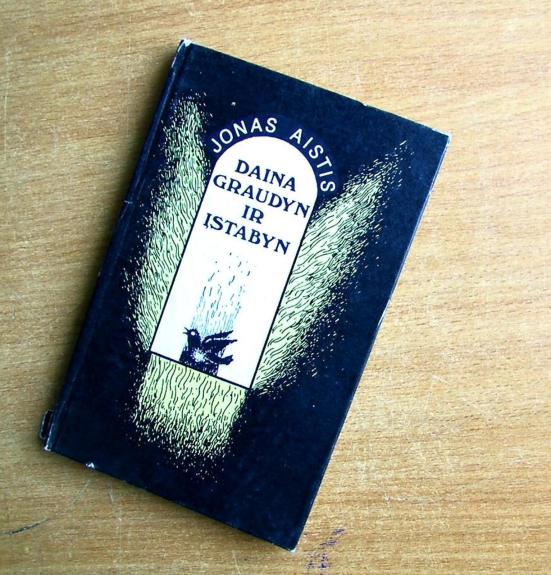 JONAS AISTIS
DAINA
GRAUDYN
IR
ĮSTABYN